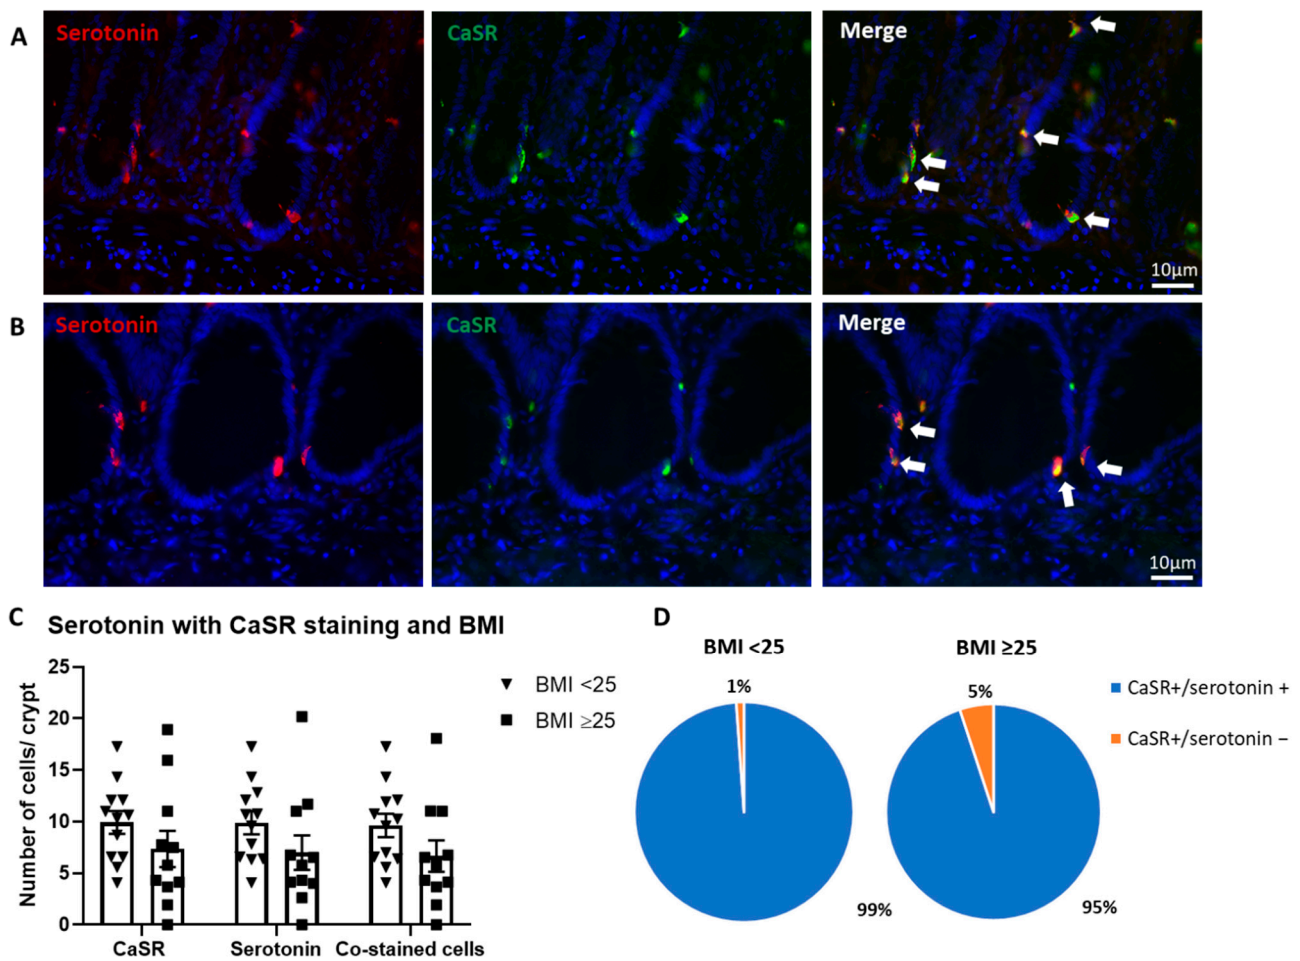 A
Serotonin
CaSR
Merge
10µm
B
Serotonin
CaSR
Merge
10µm
C
Serotonin with CaSR staining and BMI
Number of cells/ crypt
25
20
15
10
5
0
CaSR
Serotonin
Co-stained cells
BMI <25
BMI ≥25
D
BMI <25
BMI ≥25
1%
5%
99%
95%
CaSR+/serotonin +
CaSR+/serotonin −